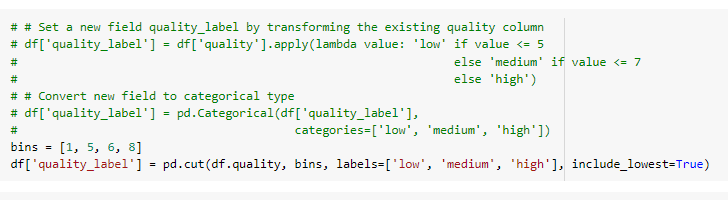 # # Set a new field quality_label by transforming the existing quality column
# df['quality_label'] = df['quality'].apply(lambda value: 'low' if value <= 5
#                                                           else 'medium' if value <= 7
#                                                           else 'high')
# # Convert new field to categorical type
# df['quality_label'] = pd.Categorical(df['quality_label'],
#                                      categories=['low', 'medium', 'high'])
bins = [1, 5, 6, 8]
df['quality_label'] = pd.cut(df.quality, bins, labels=['low', 'medium', 'high'], include_lowest=True)